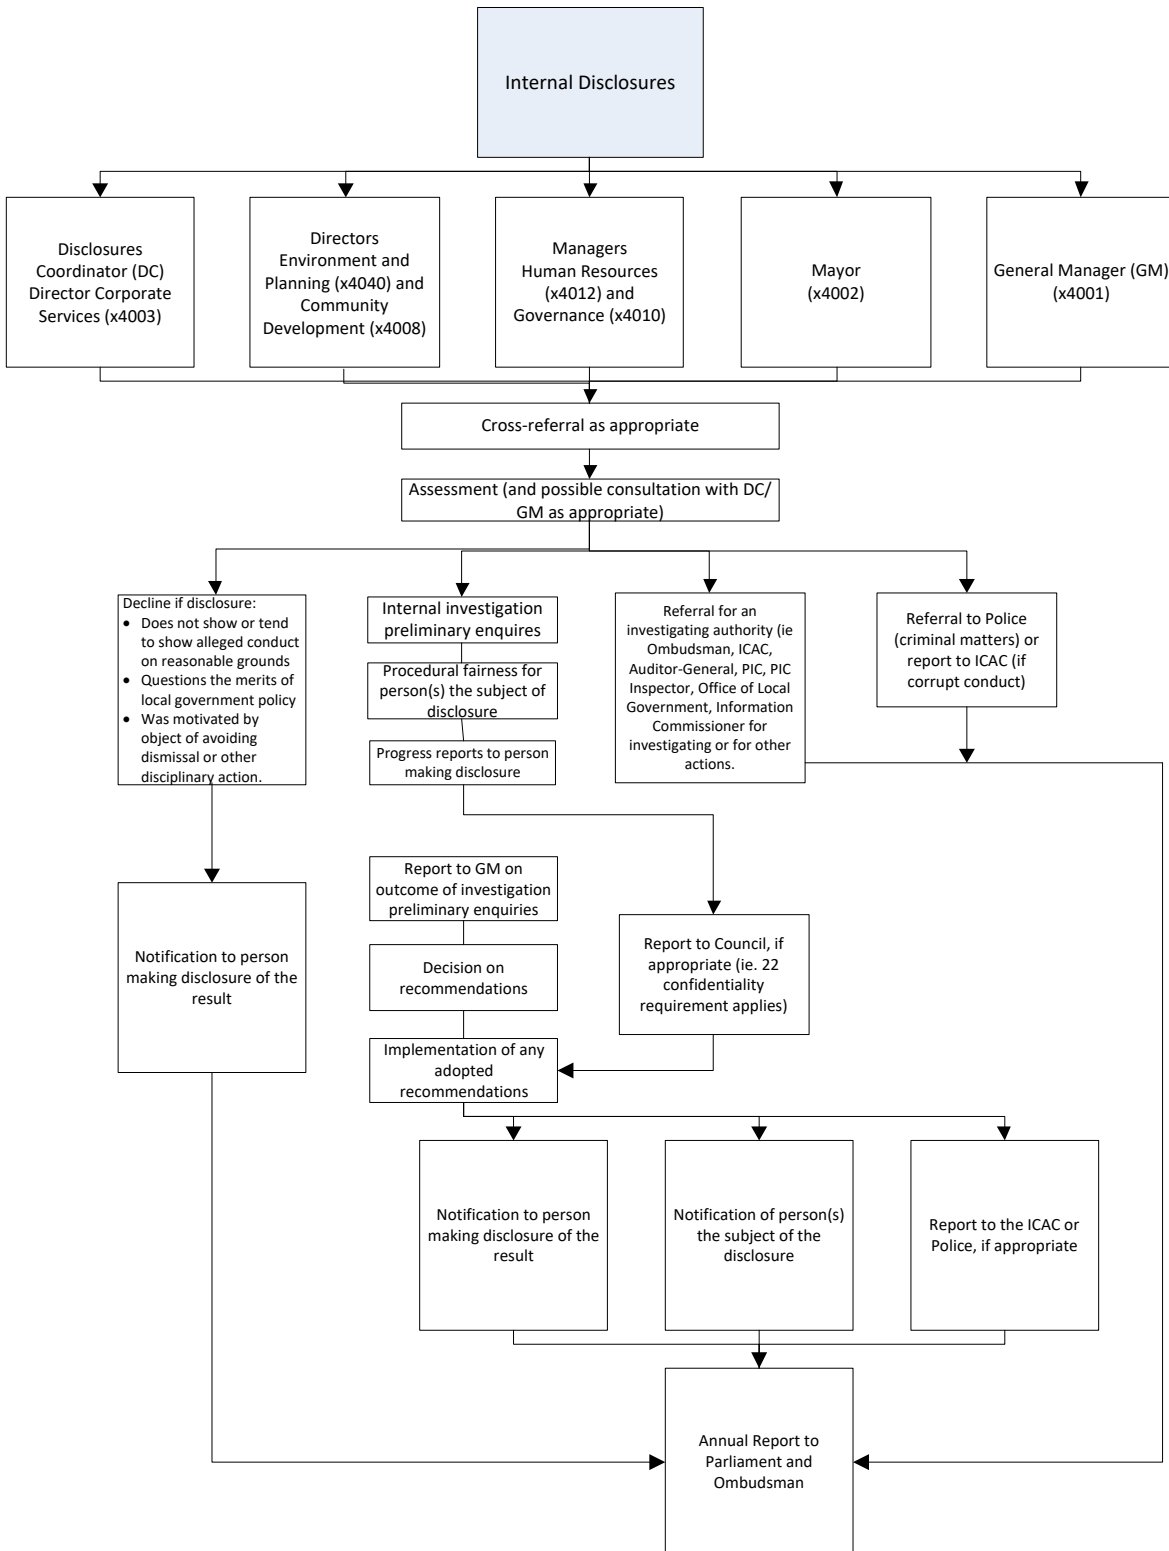 Internal Disclosures
Disclosures
Coordinator (DC)
Director Corporate
Services (x4003)
Directors
Environment and
Planning (x4040) and
Community
Development (x4008)
Managers
Human Resources
(x4012) and
Governance (x4010)
Mayor
(x4002)
General Manager (GM)
(x4001)
Cross-referral as appropriate
Assessment (and possible consultation with DC/
GM as appropriate)
Decline if disclosure:
• Does not show or tend
to show alleged conduct
on reasonable grounds
• Questions the merits of
local government policy
• Was motivated by
object of avoiding
dismissal or other
disciplinary action.
Internal investigation
preliminary enquires
Procedural fairness for
person(s) the subject of
disclosure
Progress reports to person
making disclosure
Referral for an
investigating authority (ie
Ombudsman, ICAC,
Auditor-General, PIC, PIC
Inspector, Office of Local
Government, Information
Commissioner for
investigating or for other
actions.
Referral to Police
(criminal matters) or
report to ICAC (if
corrupt conduct)
Notification to person
making disclosure of the
result
Report to GM on
outcome of investigation
preliminary enquiries
Decision on
recommendations
Implementation of any
adopted
recommendations
Report to Council, if
appropriate (ie. 22
confidentiality
requirement applies)
Notification to person
making disclosure of the
result
Notification of person(s)
the subject of the
disclosure
Report to the ICAC or
Police, if appropriate
Annual Report to
Parliament and
Ombudsman